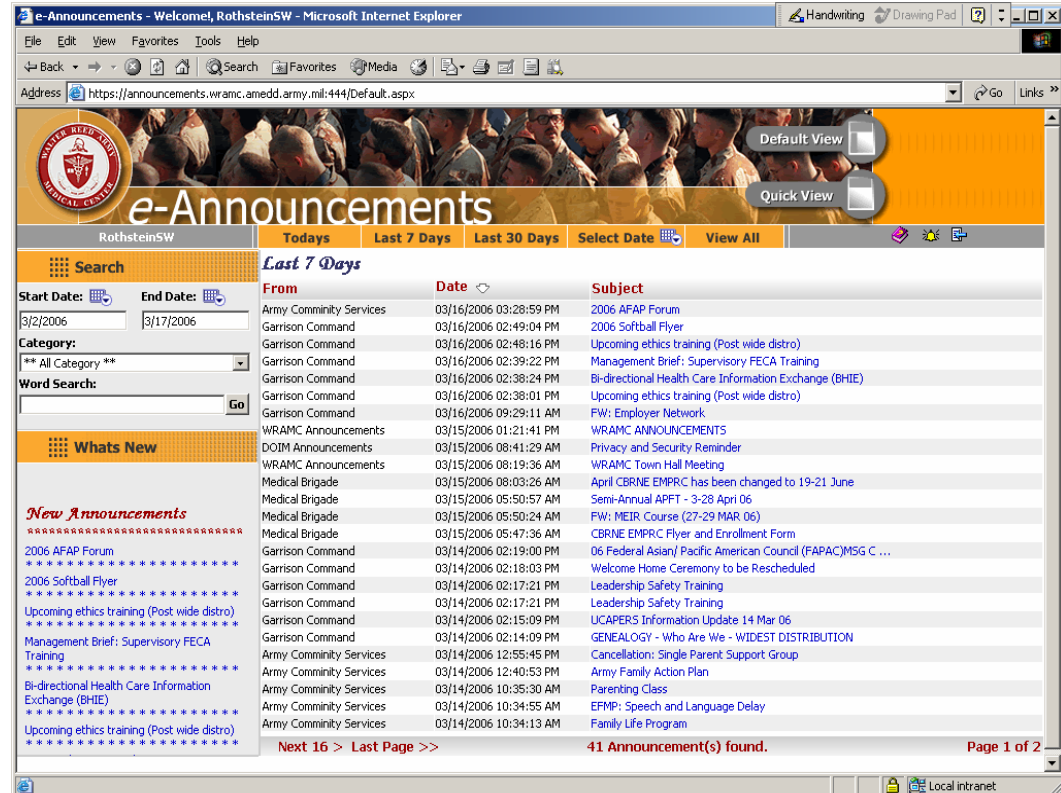 e-Announcements - Welcome!, RothsteinSW - Microsoft Internet Explorer
Handwriting Drawing Pad
File Edit View Favorites Tools Help
Back Search Favorites Media
Address https://announcements.wramc.amedd.army.mil:444/Default.aspx Go Links »
WALTER REED ARMY MEDICAL CENTER
Default View
Quick View
e-Announcements
RothsteinSW Todays Last 7 Days Last 30 Days Select Date View All
Search
Start Date: End Date:
3/2/2006 3/17/2006
Category:
** All Category **
Word Search:
Go
Whats New
New Announcements
2006 AFAP Forum
* * * * * * * * * * * * * * * * * * * * *
2006 Softball Flyer
* * * * * * * * * * * * * * * * * * * * *
Upcoming ethics training (Post wide distro)
* * * * * * * * * * * * * * * * * * * * *
Management Brief: Supervisory FECA
Training
* * * * * * * * * * * * * * * * * * * * *
Bi-directional Health Care Information
Exchange (BHIE)
* * * * * * * * * * * * * * * * * * * * *
Upcoming ethics training (Post wide distro)
* * * * * * * * * * * * * * * * * * * * *
Last 7 Days
From Date Subject
Army Comminity Services 03/16/2006 03:28:59 PM 2006 AFAP Forum
Garrison Command 03/16/2006 02:49:04 PM 2006 Softball Flyer
Garrison Command 03/16/2006 02:48:16 PM Upcoming ethics training (Post wide distro)
Garrison Command 03/16/2006 02:39:22 PM Management Brief: Supervisory FECA Training
Garrison Command 03/16/2006 02:38:24 PM Bi-directional Health Care Information Exchange (BHIE)
Garrison Command 03/16/2006 02:38:01 PM Upcoming ethics training (Post wide distro)
Garrison Command 03/16/2006 09:29:11 AM FW: Employer Network
WRAMC Announcements 03/15/2006 01:21:41 PM WRAMC ANNOUNCEMENTS
DOIM Announcements 03/15/2006 08:41:29 AM Privacy and Security Reminder
WRAMC Announcements 03/15/2006 08:19:36 AM WRAMC Town Hall Meeting
Medical Brigade 03/15/2006 08:03:26 AM April CBRNE EMPRC has been changed to 19-21 June
Medical Brigade 03/15/2006 05:50:57 AM Semi-Annual APFT - 3-28 Apri 06
Medical Brigade 03/15/2006 05:50:24 AM FW: MEIR Course (27-29 MAR 06)
Medical Brigade 03/15/2006 05:47:36 AM CBRNE EMPRC Flyer and Enrollment Form
Garrison Command 03/14/2006 02:19:00 PM 06 Federal Asian/ Pacific American Council (FAPAC)MSG C ...
Garrison Command 03/14/2006 02:18:03 PM Welcome Home Ceremony to be Rescheduled
Garrison Command 03/14/2006 02:17:21 PM Leadership Safety Training
Garrison Command 03/14/2006 02:17:21 PM Leadership Safety Training
Garrison Command 03/14/2006 02:15:09 PM UCAPERS Information Update 14 Mar 06
Garrison Command 03/14/2006 02:14:09 PM GENEALOGY - Who Are We - WIDEST DISTRIBUTION
Army Comminity Services 03/14/2006 12:55:45 PM Cancellation: Single Parent Support Group
Army Comminity Services 03/14/2006 12:40:53 PM Army Family Action Plan
Army Comminity Services 03/14/2006 10:35:30 AM Parenting Class
Army Comminity Services 03/14/2006 10:34:55 AM EFMP: Speech and Language Delay
Army Comminity Services 03/14/2006 10:34:13 AM Family Life Program
Next 16 > Last Page >> 41 Announcement(s) found. Page 1 of 2
Local intranet